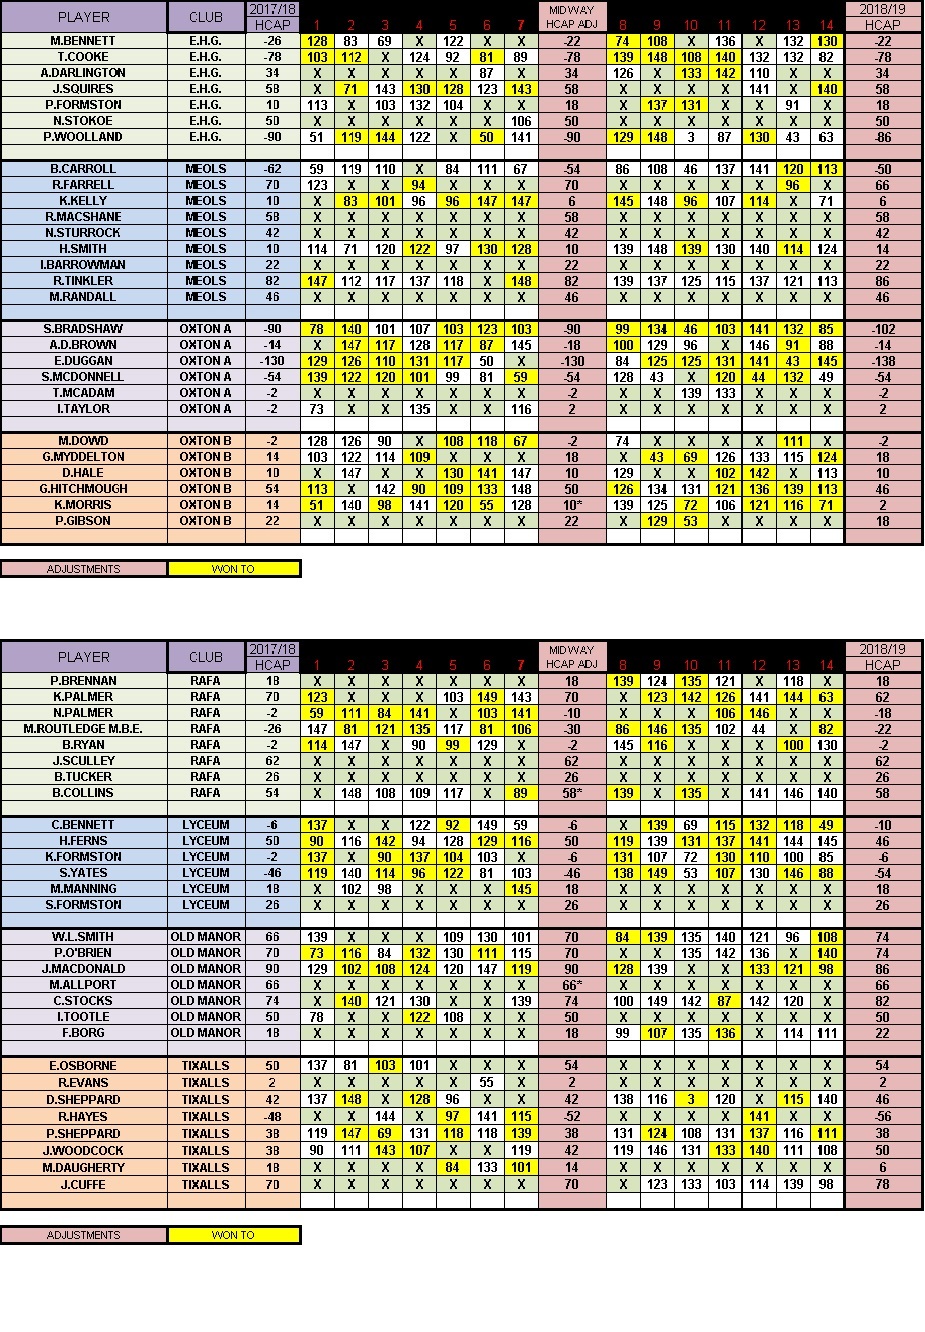 PLAYER CLUB 2017/18 HCAP 1 2 3 4 5 6 7 MIDWAY HCAP ADJ 8 9 10 11 12 13 14 2018/19 HCAP
M.BENNETT E.H.G. -26 128 83 69 X 122 X X -22 74 108 X 136 X 132 130 -22
T.COOKE E.H.G. -78 103 112 X 124 92 81 89 -78 139 148 108 140 132 132 82 -78
A.DARLINGTON E.H.G. 34 X X X X X 87 X 34 126 X 133 142 110 X X 34
J.SQUIRES E.H.G. 58 X 71 143 130 128 123 143 58 X X X X 141 X 140 58
P.FORMSTON E.H.G. 10 113 X 103 132 104 X X 18 X 137 131 X X 91 X 18
N.STOKOE E.H.G. 50 X X X X X X 106 50 X X X X X X X 50
P.WOOLLAND E.H.G. -90 51 119 144 122 X 50 141 -90 129 148 3 87 130 43 63 -86
B.CARROLL MEOLS -62 59 119 110 X 84 111 67 -54 86 108 46 137 141 120 113 -50
R.FARRELL MEOLS 70 123 X X 94 X X X 70 X X X X X 96 X 66
K.KELLY MEOLS 10 X 83 101 96 96 147 147 6 145 148 96 107 114 X 71 6
R.MACSHANE MEOLS 58 X X X X X X X 58 X X X X X X X 58
N.STURROCK MEOLS 42 X X X X X X X 42 X X X X X X X 42
H.SMITH MEOLS 10 114 71 120 122 97 130 128 10 139 148 139 130 140 114 124 14
I.BARROWMAN MEOLS 22 X X X X X X X 22 X X X X X X X 22
R.TINKLER MEOLS 82 147 112 117 137 118 X 148 82 139 137 125 115 137 121 113 86
M.RANDALL MEOLS 46 X X X X X X X 46 X X X X X X X 46
S.BRADSHAW OXTON A -90 78 140 101 107 103 123 103 -90 99 134 46 103 141 132 85 -102
A.D.BROWN OXTON A -14 X 147 117 128 117 87 145 -18 100 129 96 X 146 91 88 -14
E.DUGGAN OXTON A -130 129 126 110 131 117 50 X -130 84 125 125 131 141 43 145 -138
S.MCDONNELL OXTON A -54 139 122 120 101 99 81 59 -54 128 43 X 120 44 132 49 -54
T.MCADAM OXTON A -2 X X X X X X X -2 X X 139 133 X X X -2
I.TAYLOR OXTON A -2 73 X X 135 X X 116 2 X X X X X X X 2
M.DOWD OXTON B -2 128 126 90 X 108 118 67 -2 74 X X X X 111 X -2
G.MYDDELTON OXTON B 14 103 122 114 109 X X X 18 X 43 69 126 133 115 124 18
D.HALE OXTON B 10 X 147 X X 130 141 147 10 129 X X 102 142 X 113 10
G.HITCHMOUGH OXTON B 54 113 X 142 90 109 133 148 50 126 134 131 121 136 139 113 46
K.MORRIS OXTON B 14 51 140 98 141 120 55 128 10* 139 125 72 106 121 116 71 2
P.GIBSON OXTON B 22 X X X X X X X 22 X 129 53 X X X X 18
ADJUSTMENTS WON TO
PLAYER CLUB 2017/18 HCAP 1 2 3 4 5 6 7 MIDWAY HCAP ADJ 8 9 10 11 12 13 14 2018/19 HCAP
P.BRENNAN RAFA 18 X X X X X X X 18 139 124 135 121 X 118 X 18
K.PALMER RAFA 70 123 X X X 103 149 143 70 X 123 142 126 141 144 63 62
N.PALMER RAFA -2 59 111 84 141 X 103 141 -10 X X X 106 146 X X -18
M.ROUTLEDGE M.B.E. RAFA -26 147 81 121 135 117 81 106 -30 86 146 135 102 44 X 82 -22
B.RYAN RAFA -2 114 147 X 90 99 129 X -2 145 116 X X X 100 130 -2
J.SCULLEY RAFA 62 X X X X X X X 62 X X X X X X X 62
B.TUCKER RAFA 26 X X X X X X X 26 X X X X X X X 26
B.COLLINS RAFA 54 X 148 108 109 117 X 89 58* 139 X 135 X 141 146 140 58
C.BENNETT LYCEUM -6 137 X X 122 92 149 59 -6 X 139 69 115 132 118 49 -10
H.FERNS LYCEUM 50 90 116 142 94 128 129 116 50 119 139 131 137 141 144 145 46
K.FORMSTON LYCEUM -2 137 X 90 137 104 103 X -6 131 107 72 130 110 100 85 -6
S.YATES LYCEUM -46 119 140 114 96 122 81 103 -46 138 149 53 107 130 146 88 -54
M.MANNING LYCEUM 18 X 102 98 X X X 145 18 X X X X X X X 18
S.FORMSTON LYCEUM 26 X X X X X X X 26 X X X X X X X 26
W.L.SMITH OLD MANOR 66 139 X X X 109 130 101 70 84 139 135 140 121 96 108 74
P.O'BRIEN OLD MANOR 70 73 116 84 132 130 111 115 70 X X 135 142 136 X 140 74
J.MACDONALD OLD MANOR 90 129 102 108 124 120 147 119 90 128 139 X X 133 121 98 86
M.ALLPORT OLD MANOR 66 X X X X X X X 66* X X X X X X X 66
C.STOCKS OLD MANOR 74 X 140 121 130 X X 139 74 100 149 142 87 142 120 X 82
I.TOOTLE OLD MANOR 50 78 X X 122 108 X X 50 X X X X X X X 50
F.BORG OLD MANOR 18 X X X X X X X 18 99 107 135 136 X 114 111 22
E.OSBORNE TIXALLS 50 137 81 103 101 X X X 54 X X X X X X X 54
R.EVANS TIXALLS 2 X X X X X 55 X 2 X X X X X X X 2
D.SHEPPARD TIXALLS 42 137 148 X 128 96 X X 42 138 116 3 120 X 115 140 46
R.HAYES TIXALLS -48 X X 144 X 97 141 115 -52 X X X X 141 X X -56
P.SHEPPARD TIXALLS 38 119 147 69 131 118 118 139 38 131 124 108 131 137 116 111 38
J.WOODCOCK TIXALLS 38 90 111 143 107 X X 119 42 119 146 131 133 140 111 108 50
M.DAUGHERTY TIXALLS 18 X X X X 84 133 101 14 X X X X X X X 6
J.CUFFE TIXALLS 70 X X X X X X X 70 X 123 133 103 114 139 98 78
ADJUSTMENTS WON TO